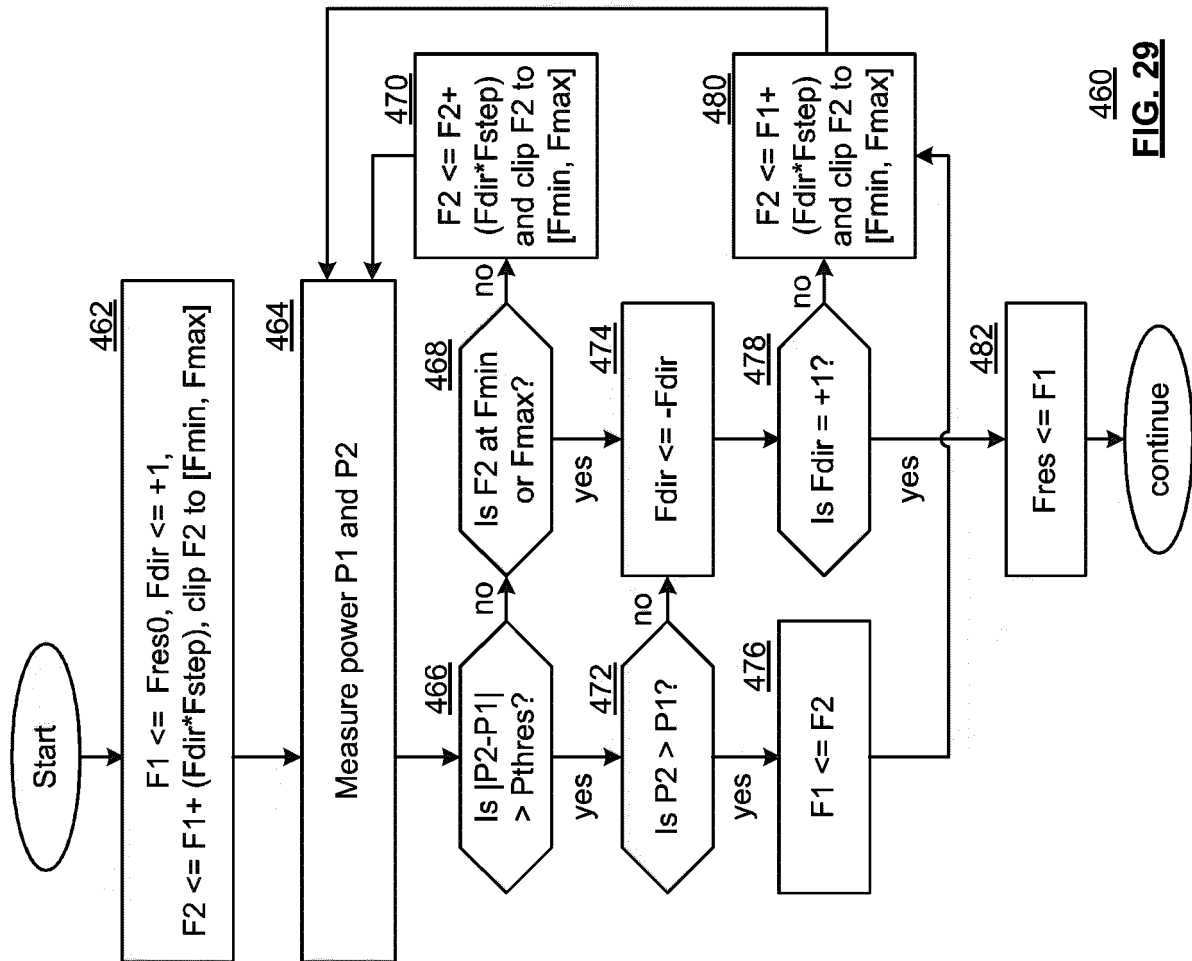 Start
462
F1 <= Fres0, Fdir <= +1,
F2 <= F1+ (Fdir*Fstep), clip F2 to [Fmin, Fmax]
464
Measure power P1 and P2
466
Is |P2-P1|
> Pthres?
no
yes
468
Is F2 at Fmin
or Fmax?
no
yes
470
F2 <= F2+
(Fdir*Fstep)
and clip F2 to
[Fmin, Fmax]
472
Is P2 > P1?
no
yes
474
Fdir <= -Fdir
476
F1 <= F2
478
Is Fdir = +1?
no
yes
480
F2 <= F1+
(Fdir*Fstep)
and clip F2 to
[Fmin, Fmax]
482
Fres <= F1
continue
460
FIG. 29